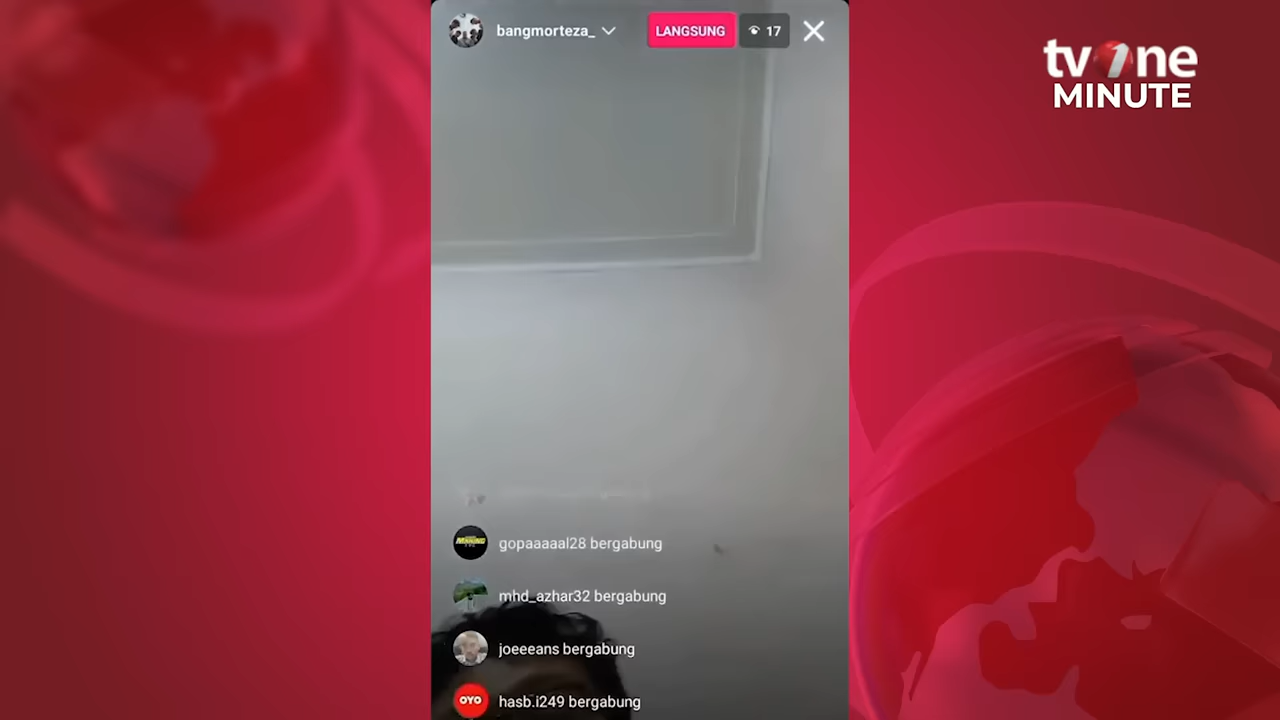 bangmorteza_
LANGSUNG
17
tvOne
MINUTE
gopaaaaal28 bergabung
mhd_azhar32 bergabung
joeeeans bergabung
OYO
hasb.i249 bergabung